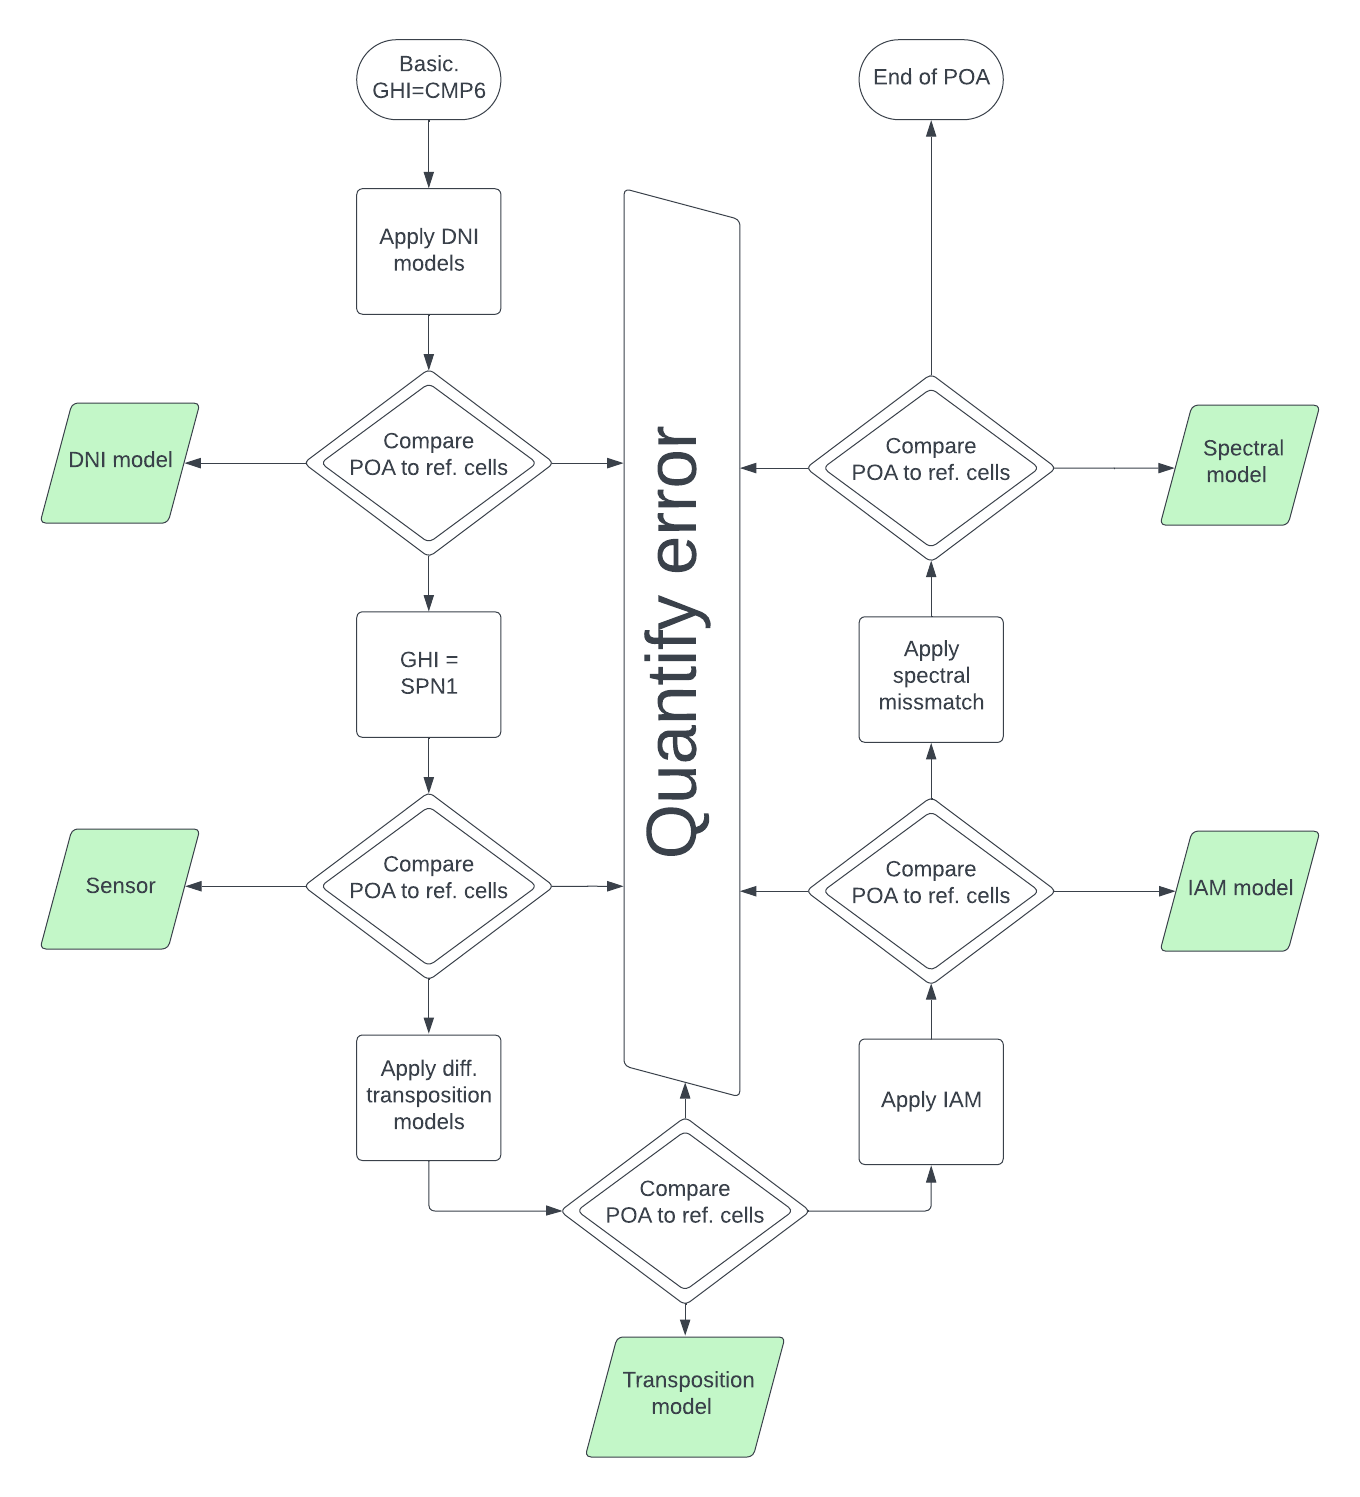 Basic.
GHI=CMP6
End of POA
Apply DNI
models
DNI model
Compare
POA to ref. cells
Quantify error
Compare
POA to ref. cells
Spectral
model
GHI =
SPN1
Apply
spectral
missmatch
Sensor
Compare
POA to ref. cells
Compare
POA to ref. cells
IAM model
Apply diff.
transposition
models
Apply IAM
Compare
POA to ref. cells
Transposition
model